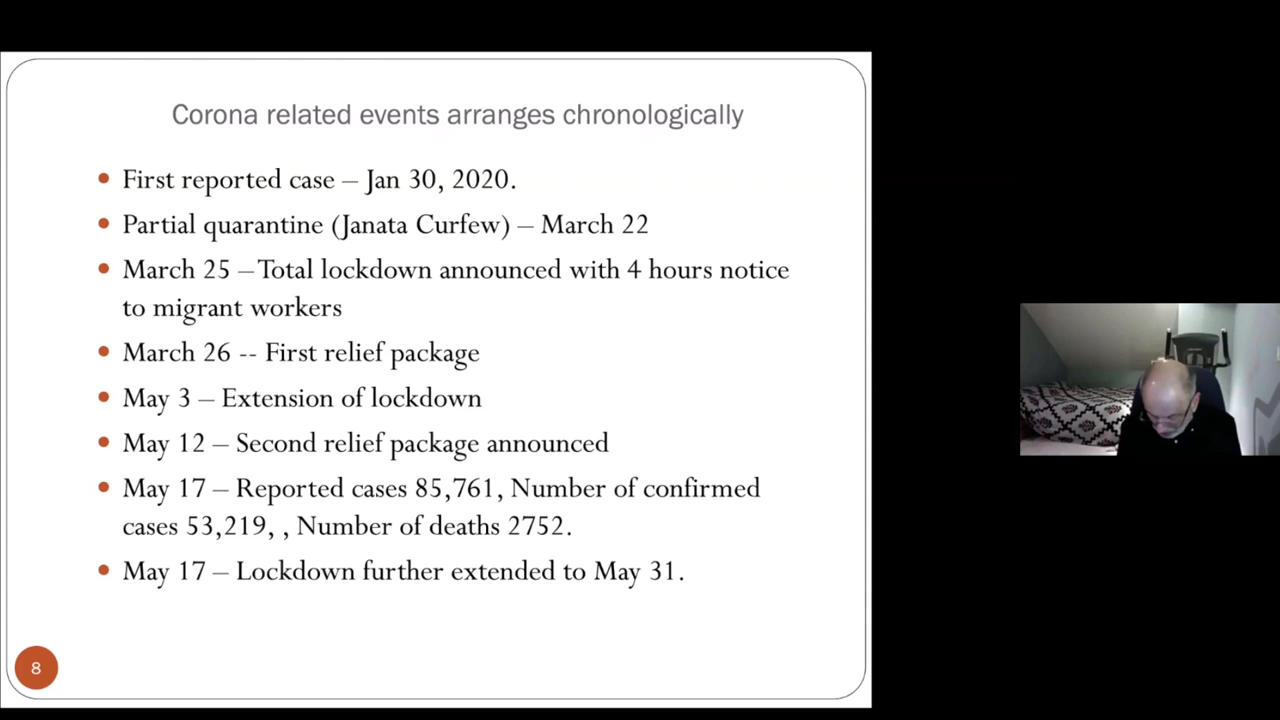 Corona related events arranges chronologically
• First reported case – Jan 30, 2020.
• Partial quarantine (Janata Curfew) – March 22
• March 25 – Total lockdown announced with 4 hours notice
to migrant workers
• March 26 -- First relief package
• May 3 – Extension of lockdown
• May 12 – Second relief package announced
• May 17 – Reported cases 85,761, Number of confirmed
cases 53,219, , Number of deaths 2752.
• May 17 – Lockdown further extended to May 31.
8